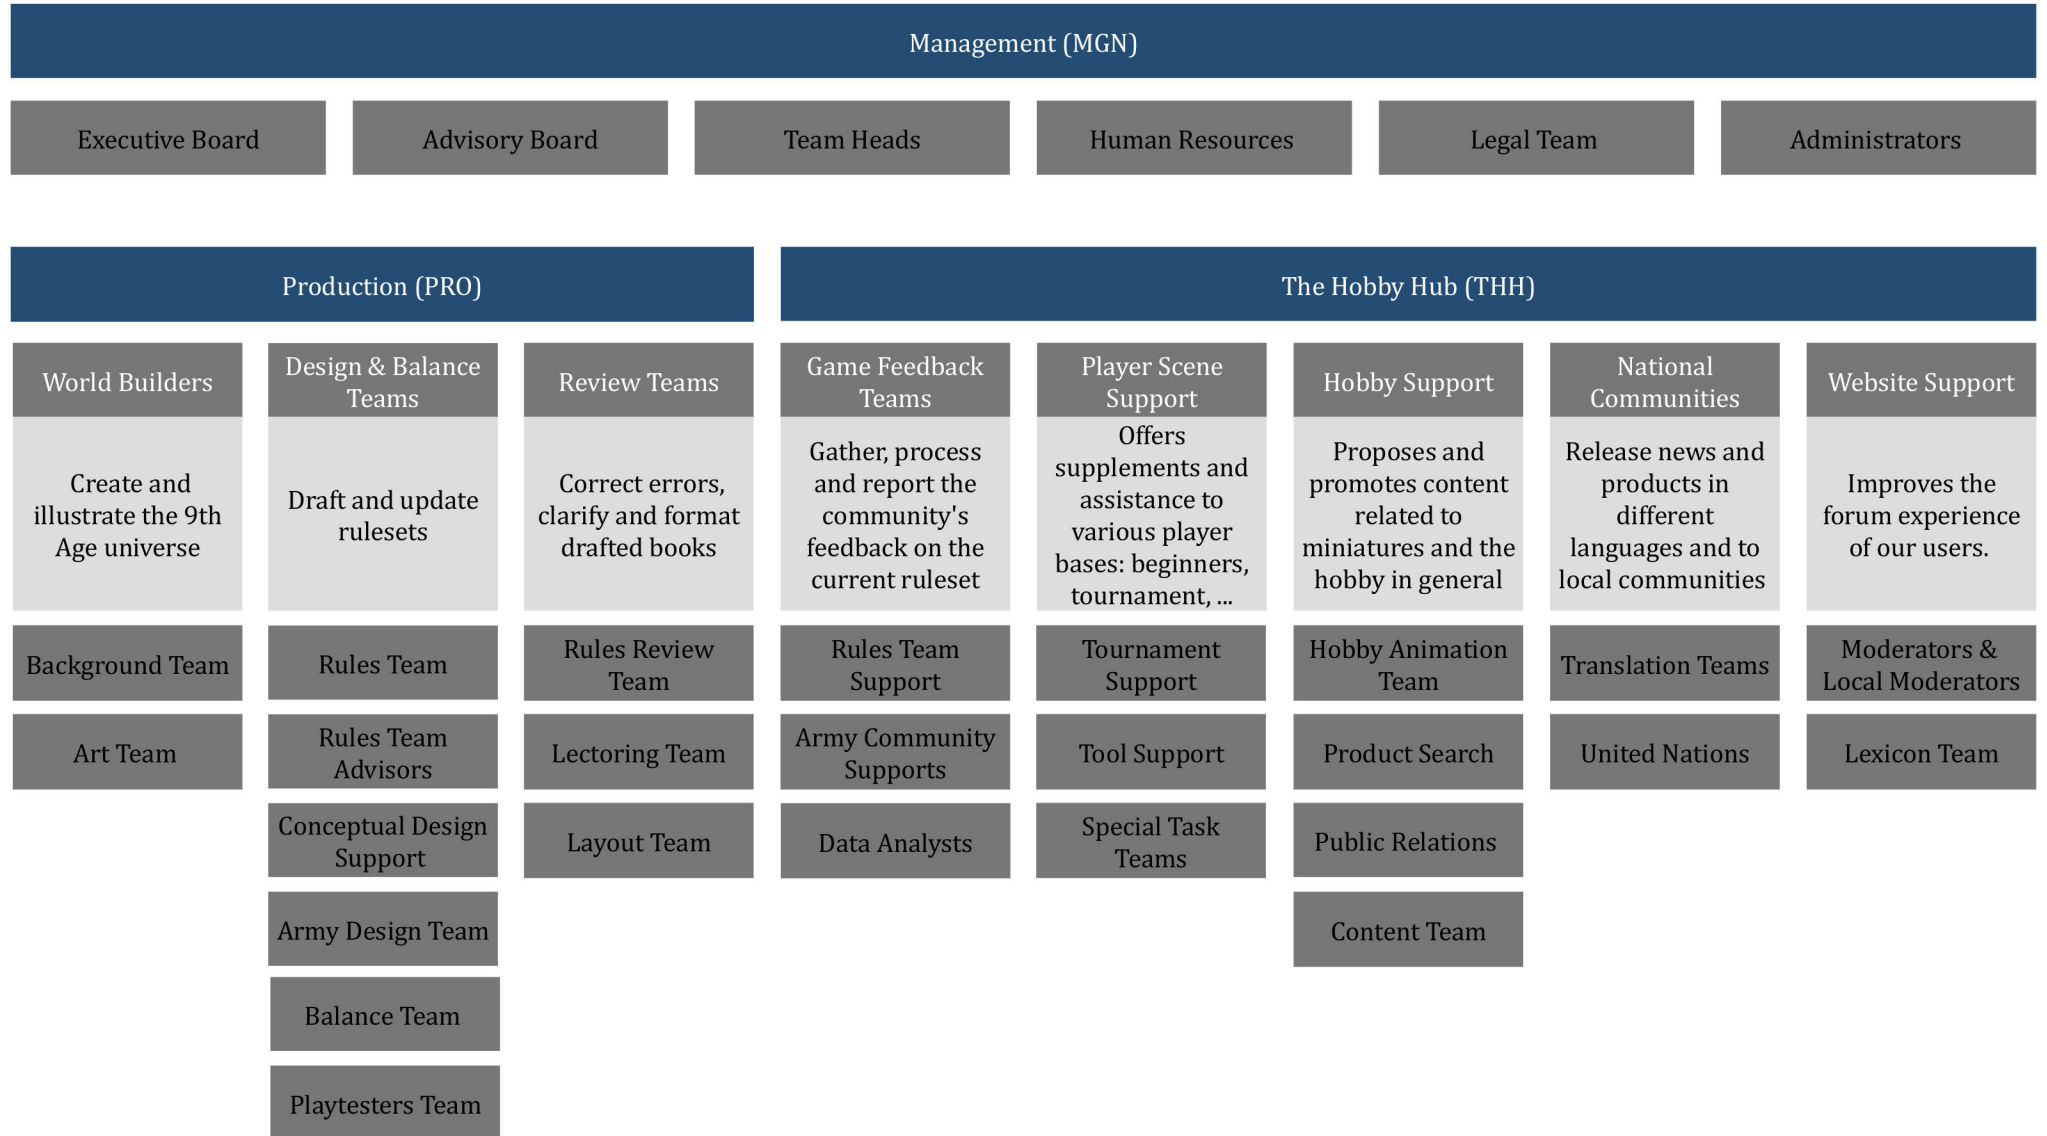 Management (MGN)
Executive Board
Advisory Board
Team Heads
Human Resources
Legal Team
Administrators
Production (PRO)
The Hobby Hub (THH)
World Builders
Create and
illustrate the 9th
Age universe
Background Team
Art Team
Design & Balance
Teams
Draft and update
rulesets
Rules Team
Rules Team
Advisors
Conceptual Design
Support
Army Design Team
Balance Team
Playtesters Team
Review Teams
Correct errors,
clarify and format
drafted books
Rules Review
Team
Lectoring Team
Layout Team
Game Feedback
Teams
Gather, process
and report the
community's
feedback on the
current ruleset
Rules Team
Support
Army Community
Supports
Data Analysts
Player Scene
Support
Offers
supplements and
assistance to
various player
bases: beginners,
tournament, ...
Tournament
Support
Tool Support
Special Task
Teams
Hobby Support
Proposes and
promotes content
related to
miniatures and the
hobby in general
Hobby Animation
Team
Product Search
Public Relations
Content Team
National
Communities
Release news and
products in
different
languages and to
local communities
Translation Teams
United Nations
Website Support
Improves the
forum experience
of our users.
Moderators &
Local Moderators
Lexicon Team